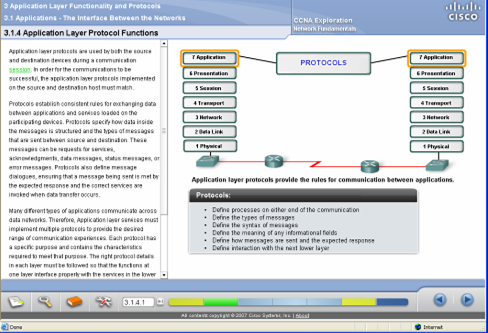 3 Application Layer Functionality and Protocols
3.1 Applications - The Interface Between the Networks
CCNA Exploration
Network Fundamentals
CISCO
3.1.4 Application Layer Protocol Functions
Application layer protocols are used by both the source
and destination devices during a communication
session. In order for the communications to be
successful, the application layer protocols implemented
on the source and destination host must match.
Protocols establish consistent rules for exchanging data
between applications and services loaded on the
participating devices. Protocols specify how data inside
the messages is structured and the types of messages
that are sent between source and destination. These
messages can be requests for services,
acknowledgments, data messages, status messages, or
error messages. Protocols also define message
dialogues, ensuring that a message being sent is met by
the expected response and the correct services are
invoked when data transfer occurs.
Many different types of applications communicate across
data networks. Therefore, Application layer services must
implement multiple protocols to provide the desired
range of communication experiences. Each protocol has
a specific purpose and contains the characteristics
required to meet that purpose. The right protocol details
in each layer must be followed so that the functions at
one layer interface properly with the services in the lower
7 Application
6 Presentation
5 Session
4 Transport
3 Network
2 Data Link
1 Physical
PROTOCOLS
7 Application
6 Presentation
5 Session
4 Transport
3 Network
2 Data Link
1 Physical
Application layer protocols provide the rules for communication between applications.
Protocols:
• Define processes on either end of the communication
• Define the types of messages
• Define the syntax of messages
• Define the meaning of any informational fields
• Define how messages are sent and the expected response
• Define interaction with the next lower layer
3.1.4.1
All contents copyright © 2007 Cisco Systems, Inc. | About
Done
Internet